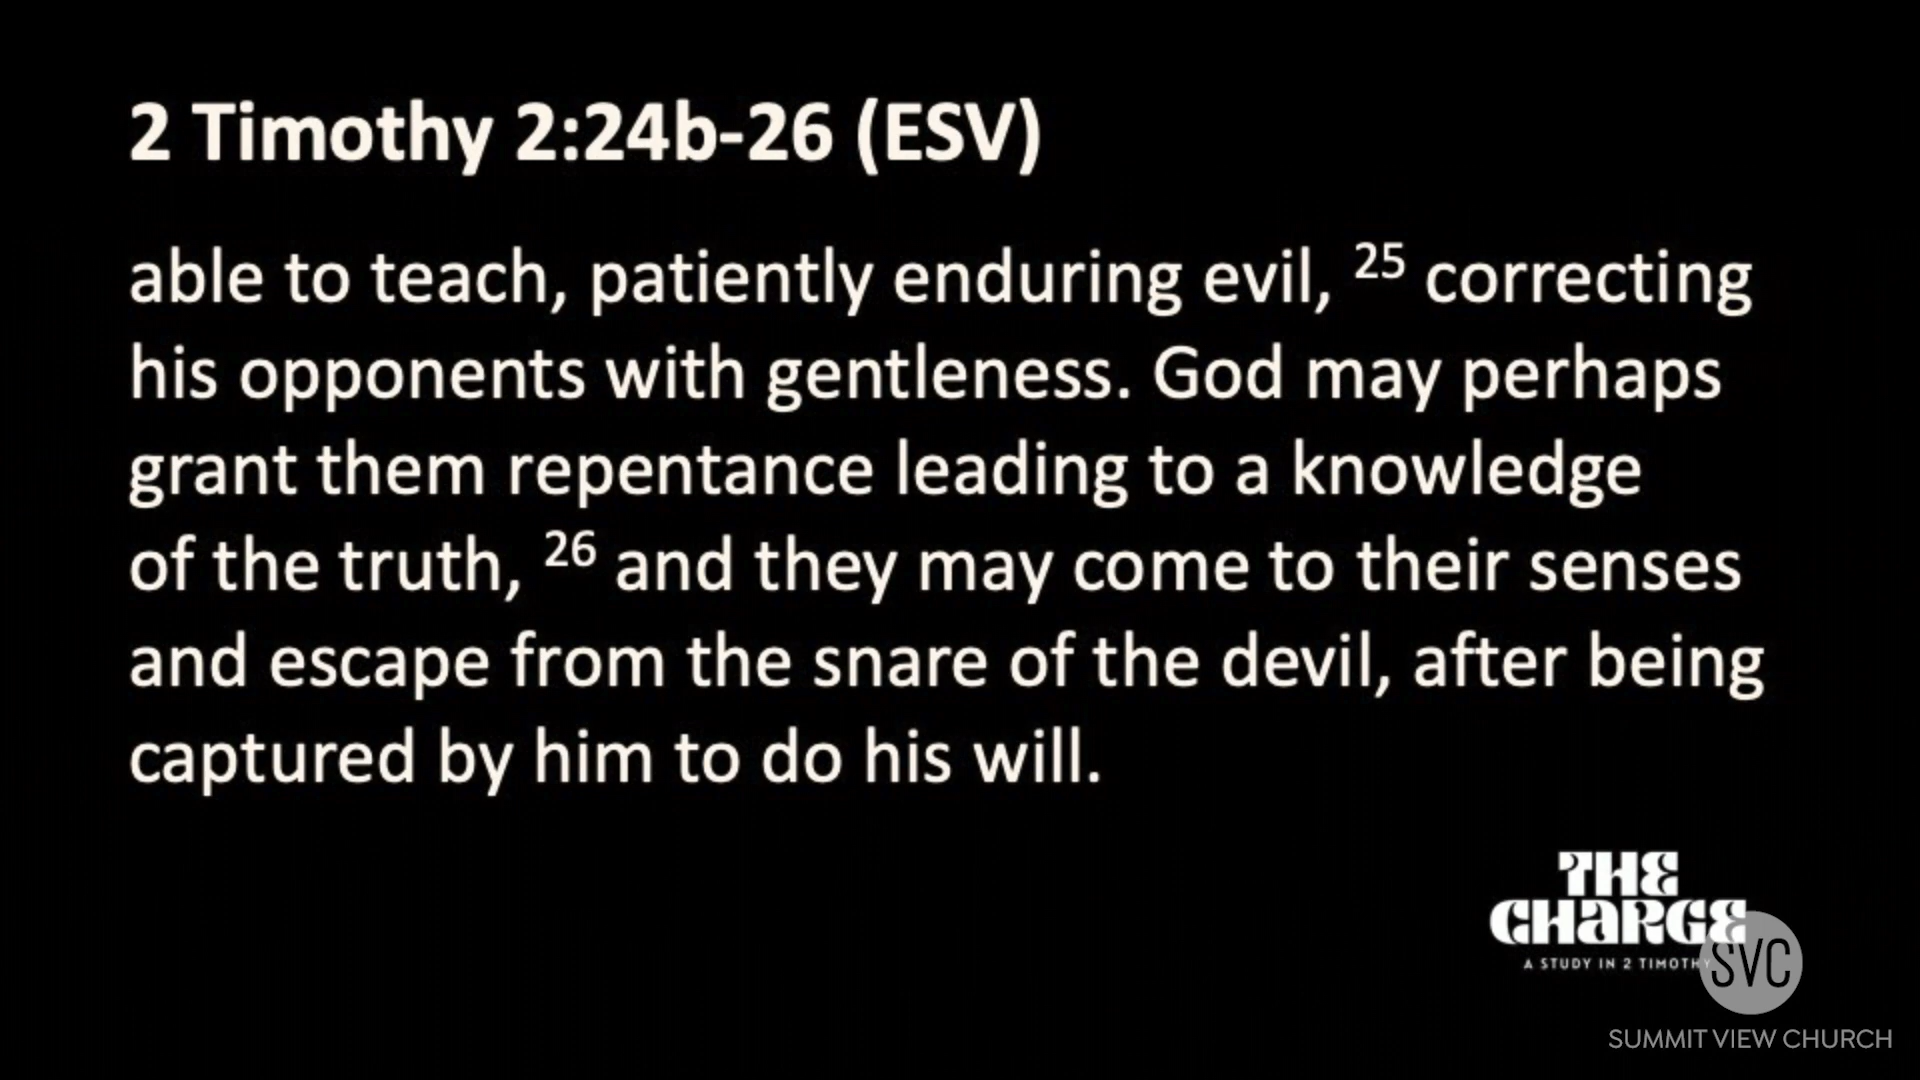 2 Timothy 2:24b-26 (ESV)
able to teach, patiently enduring evil, 25 correcting
his opponents with gentleness. God may perhaps
grant them repentance leading to a knowledge
of the truth, 26 and they may come to their senses
and escape from the snare of the devil, after being
captured by him to do his will.
THE
CHARGE
A STUDY IN 2 TIMOTHY
SVC
SUMMIT VIEW CHURCH